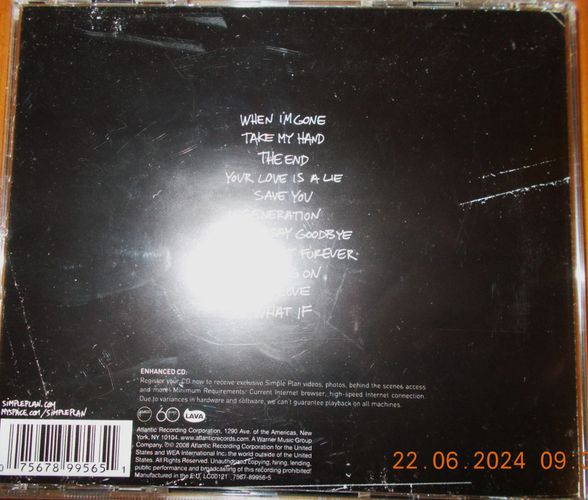 WHEN I'M GONE
TAKE MY HAND
THE END
YOUR LOVE IS A LIE
SAVE YOU
GENERATION
SAY GOODBYE
FOREVER
ON
LOVE
WHAT IF
ENHANCED CD:
Register your CD now to receive exclusive Simple Plan videos, photos, behind the scenes access
and more! Minimum Requirements: Current Internet browser, high-speed Internet connection.
Due to variances in hardware and software, we can't guarantee playback on all machines.
SIMPLEPLAN.COM
MYSPACE.COM/SIMPLEPLAN
60
LAVA
Atlantic Recording Corporation, 1290 Ave. of the Americas, New
York, NY 10104. www.atlanticrecords.com. A Warner Music Group
Company. © 2008 Atlantic Recording Corporation for the United
States and WEA International Inc. for the world outside of the United
States. All Rights Reserved. Unauthorized copying, hiring, lending,
public performance and broadcasting of this recording prohibited.
Made in the E.U. LC00121 7567-89956-5
0 75678 99565 1
22.06.2024 09: